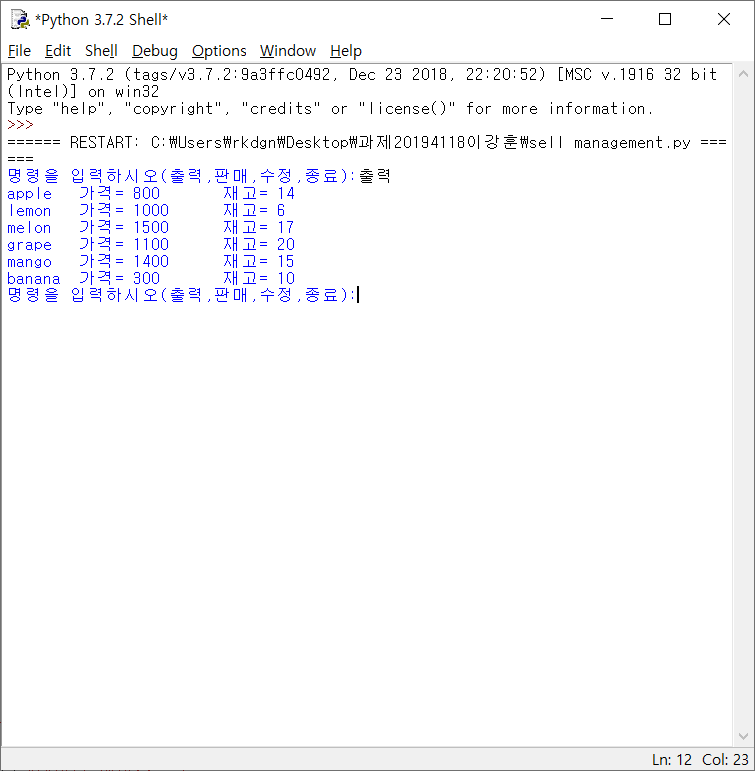 *Python 3.7.2 Shell*
File Edit Shell Debug Options Window Help
Python 3.7.2 (tags/v3.7.2:9a3ffc0492, Dec 23 2018, 22:20:52) [MSC v.1916 32 bit
(Intel)] on win32
Type "help", "copyright", "credits" or "license()" for more information.
>>>
====== RESTART: C:₩Users₩rkdgn₩Desktop₩과제20194118이강훈₩sell management.py ===
===
명령을 입력하시오(출력,판매,수정,종료):출력
apple 가격= 800 재고= 14
lemon 가격= 1000 재고= 6
melon 가격= 1500 재고= 17
grape 가격= 1100 재고= 20
mango 가격= 1400 재고= 15
banana 가격= 300 재고= 10
명령을 입력하시오(출력,판매,수정,종료):
Ln: 12 Col: 23